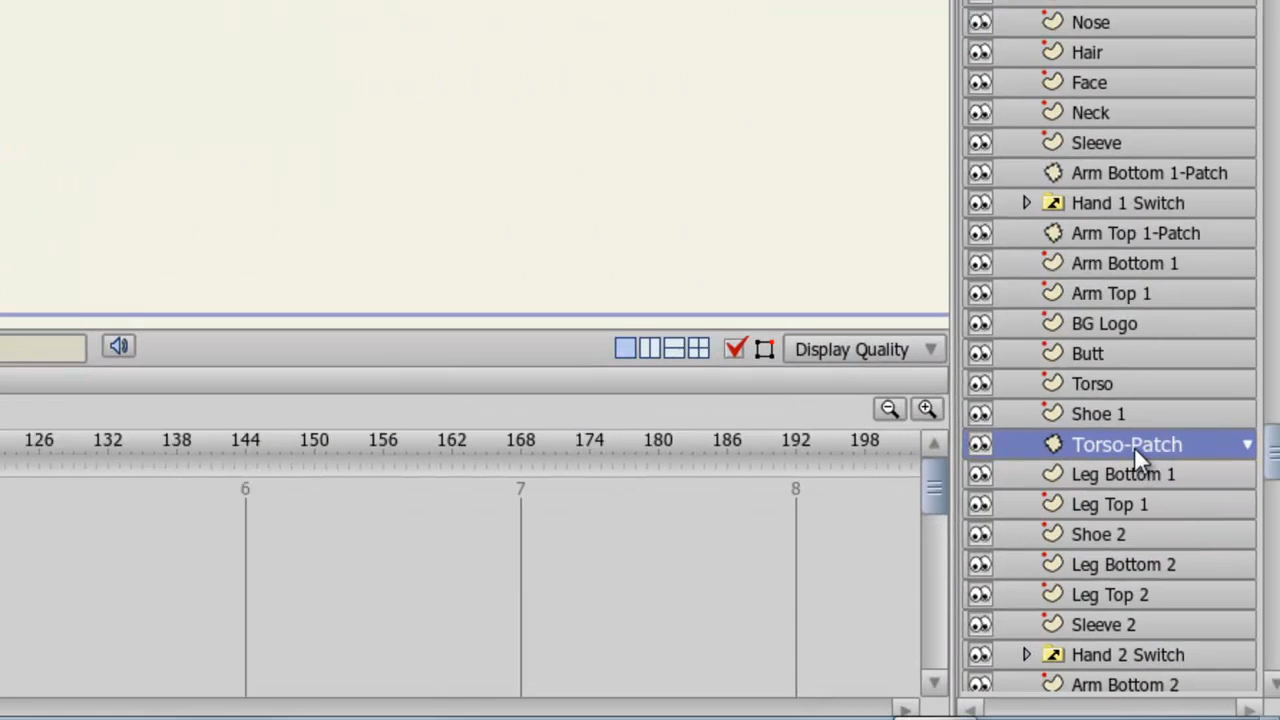 Nose
Hair
Face
Neck
Sleeve
Arm Bottom 1-Patch
Hand 1 Switch
Arm Top 1-Patch
Arm Bottom 1
Arm Top 1
BG Logo
Butt
Torso
Shoe 1
Torso-Patch
Leg Bottom 1
Leg Top 1
Shoe 2
Leg Bottom 2
Leg Top 2
Sleeve 2
Hand 2 Switch
Arm Bottom 2
Display Quality
126 132 138 144 150 156 162 168 174 180 186 192 198
6 7 8